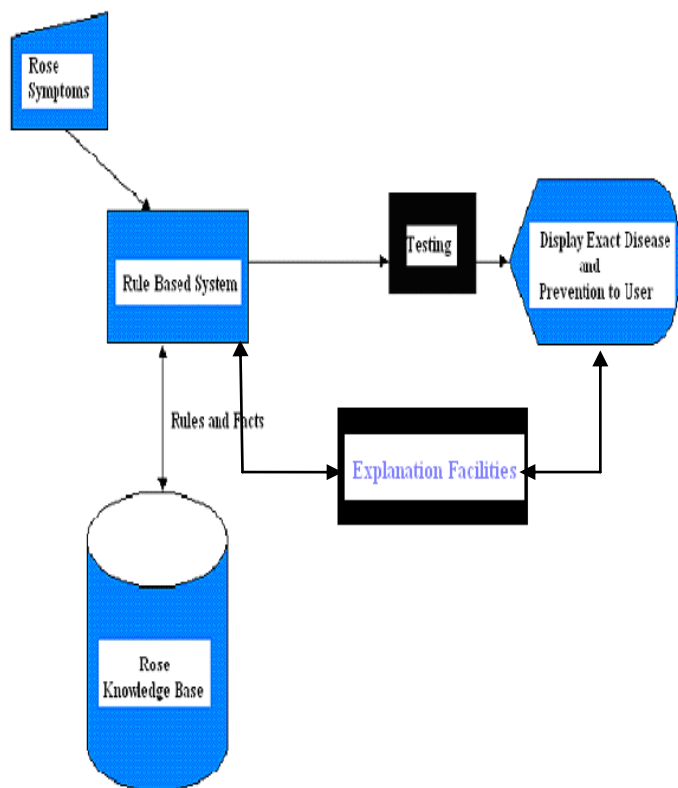 Rose
Symptoms
Rule Based System
Testing
Display Exact Disease
and
Prevention to User
Rules and Facts
Explanation Facilities
Rose
Knowledge Base